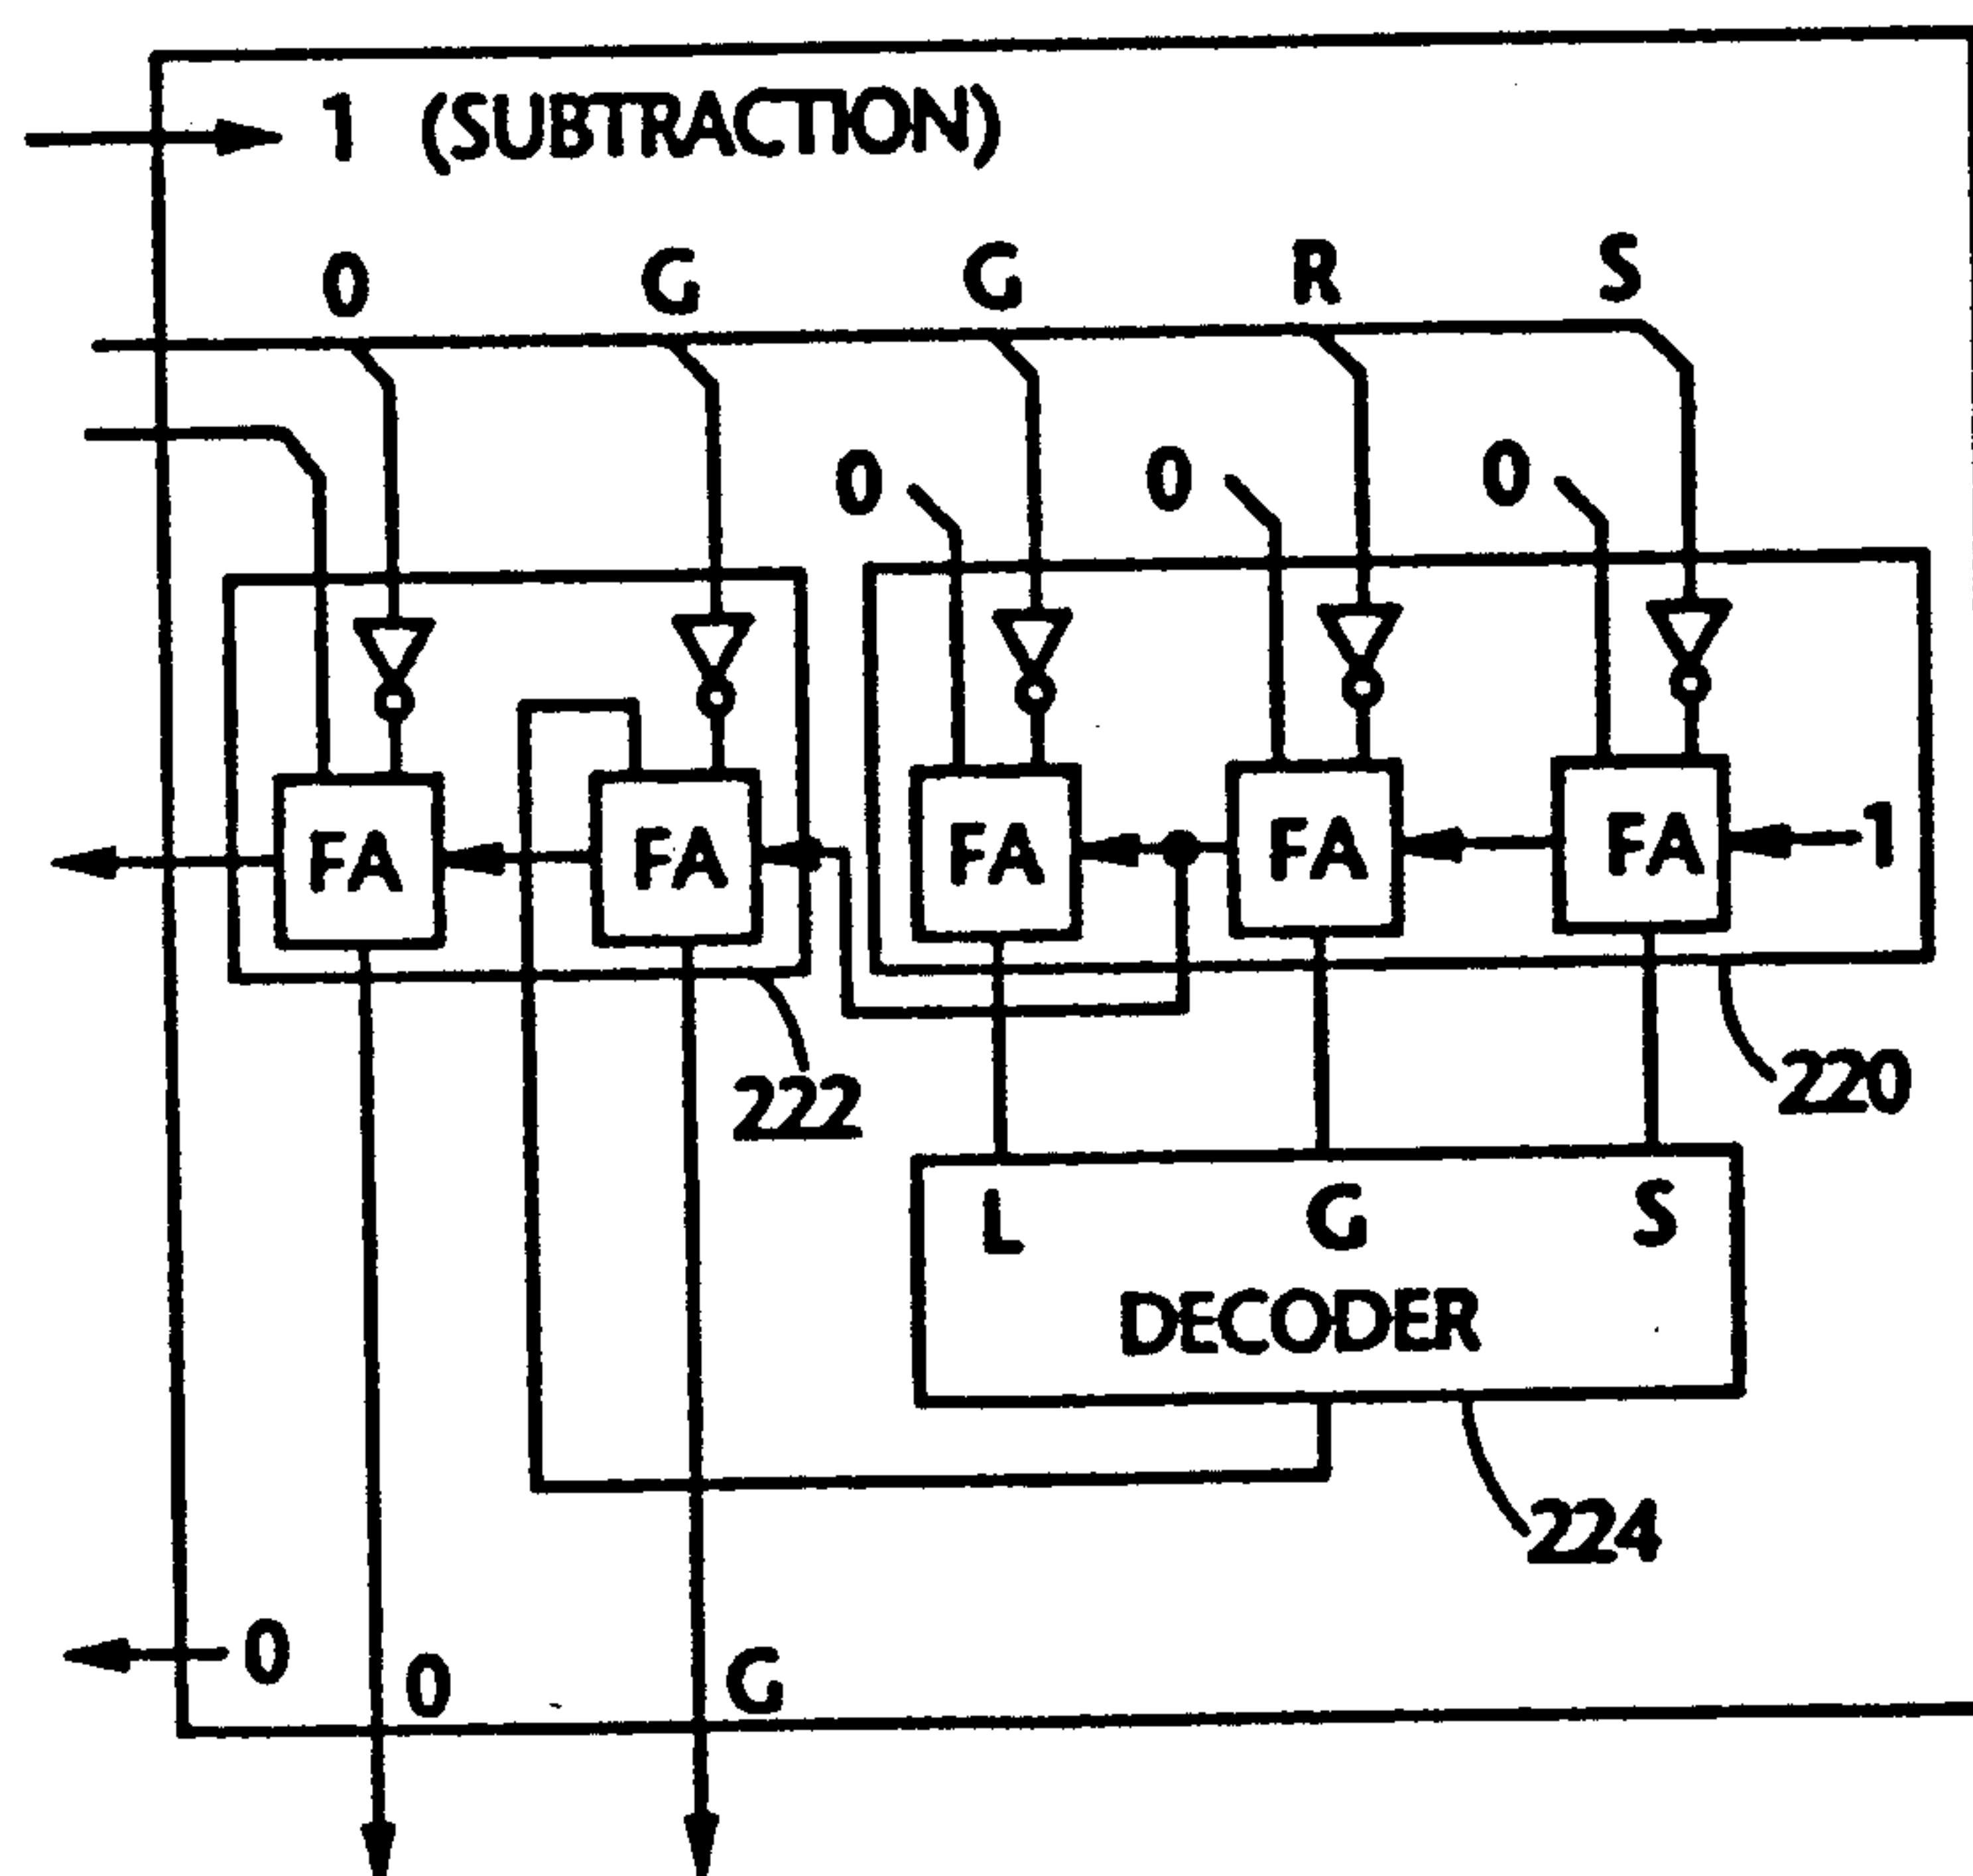 1 (SUBTRACTION)
0 G G R S
0 0 0
FA FA FA FA FA 1
222
220
L G S
DECODER
224
0
0
G